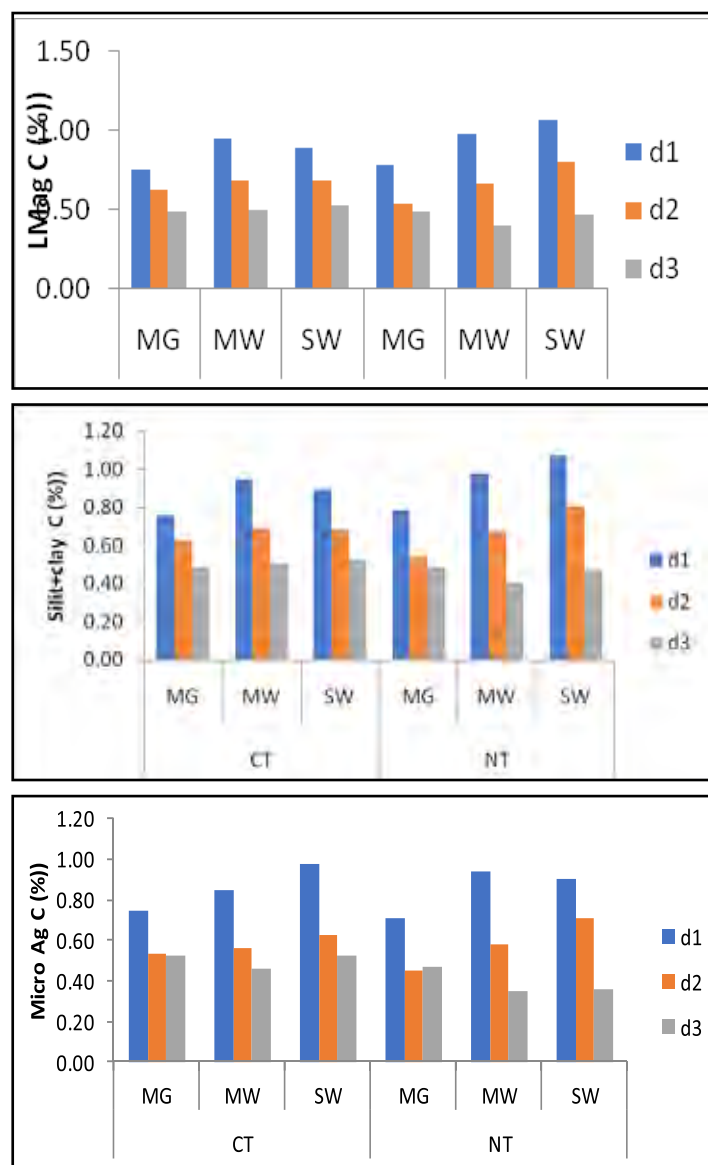 1.50
1.00
0.50
0.00
LMag C (%))
MG MW SW MG MW SW
d1
d2
d3
1.20
1.00
0.80
0.60
0.40
0.20
0.00
Silit+clay C (%))
MG MW SW MG MW SW
CT NT
d1
d2
d3
1.20
1.00
0.80
0.60
0.40
0.20
0.00
Micro Ag C (%))
MG MW SW MG MW SW
CT NT
d1
d2
d3